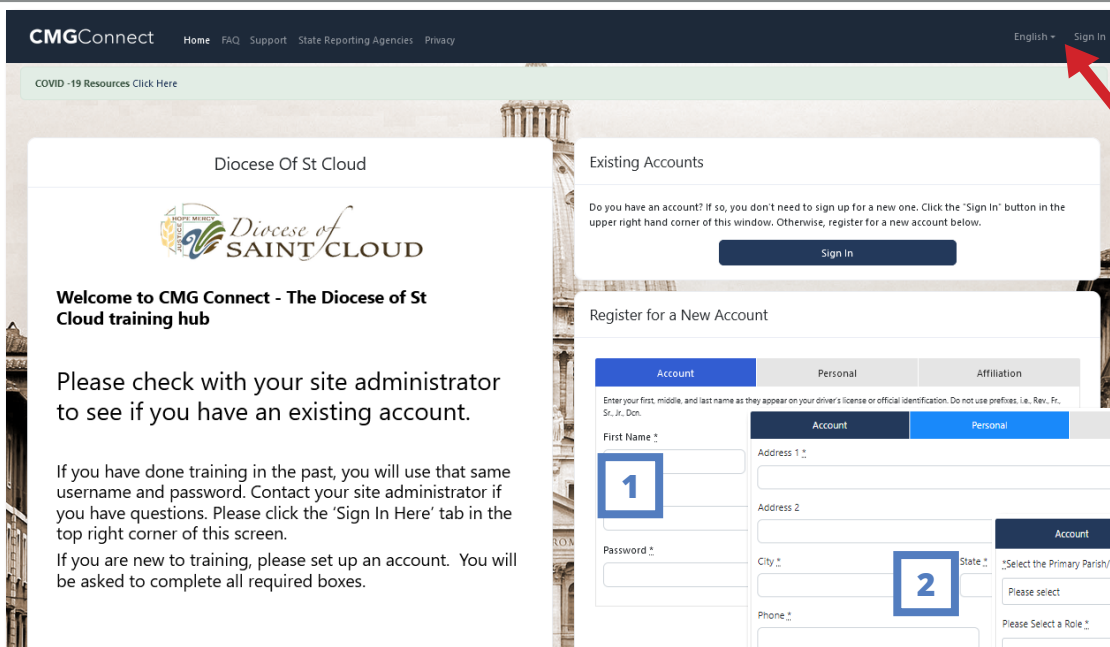 CMGConnect Home FAQ Support State Reporting Agencies Privacy English Sign In
COVID -19 Resources Click Here
Diocese Of St Cloud
HOPE MERCY
JUSTICE
Diocese of
SAINT CLOUD
Welcome to CMG Connect - The Diocese of St
Cloud training hub
Please check with your site administrator
to see if you have an existing account.
If you have done training in the past, you will use that same
username and password. Contact your site administrator if
you have questions. Please click the ‘Sign In Here’ tab in the
top right corner of this screen.
If you are new to training, please set up an account.  You will
be asked to complete all required boxes.
Existing Accounts
Do you have an account? If so, you don't need to sign up for a new one. Click the "Sign In" button in the
upper right hand corner of this window. Otherwise, register for a new account below.
Sign In
Register for a New Account
Account Personal Affiliation
Enter your first, middle, and last name as they appear on your driver's license or official identification. Do not use prefixes, i.e., Rev., Fr.,
Sr., Jr., Dcn.
First Name *
1
Password *
Account Personal
Address 1 *
Address 2
City * State *
2
Phone *
Account
*Select the Primary Parish/
Please select
Please Select a Role *